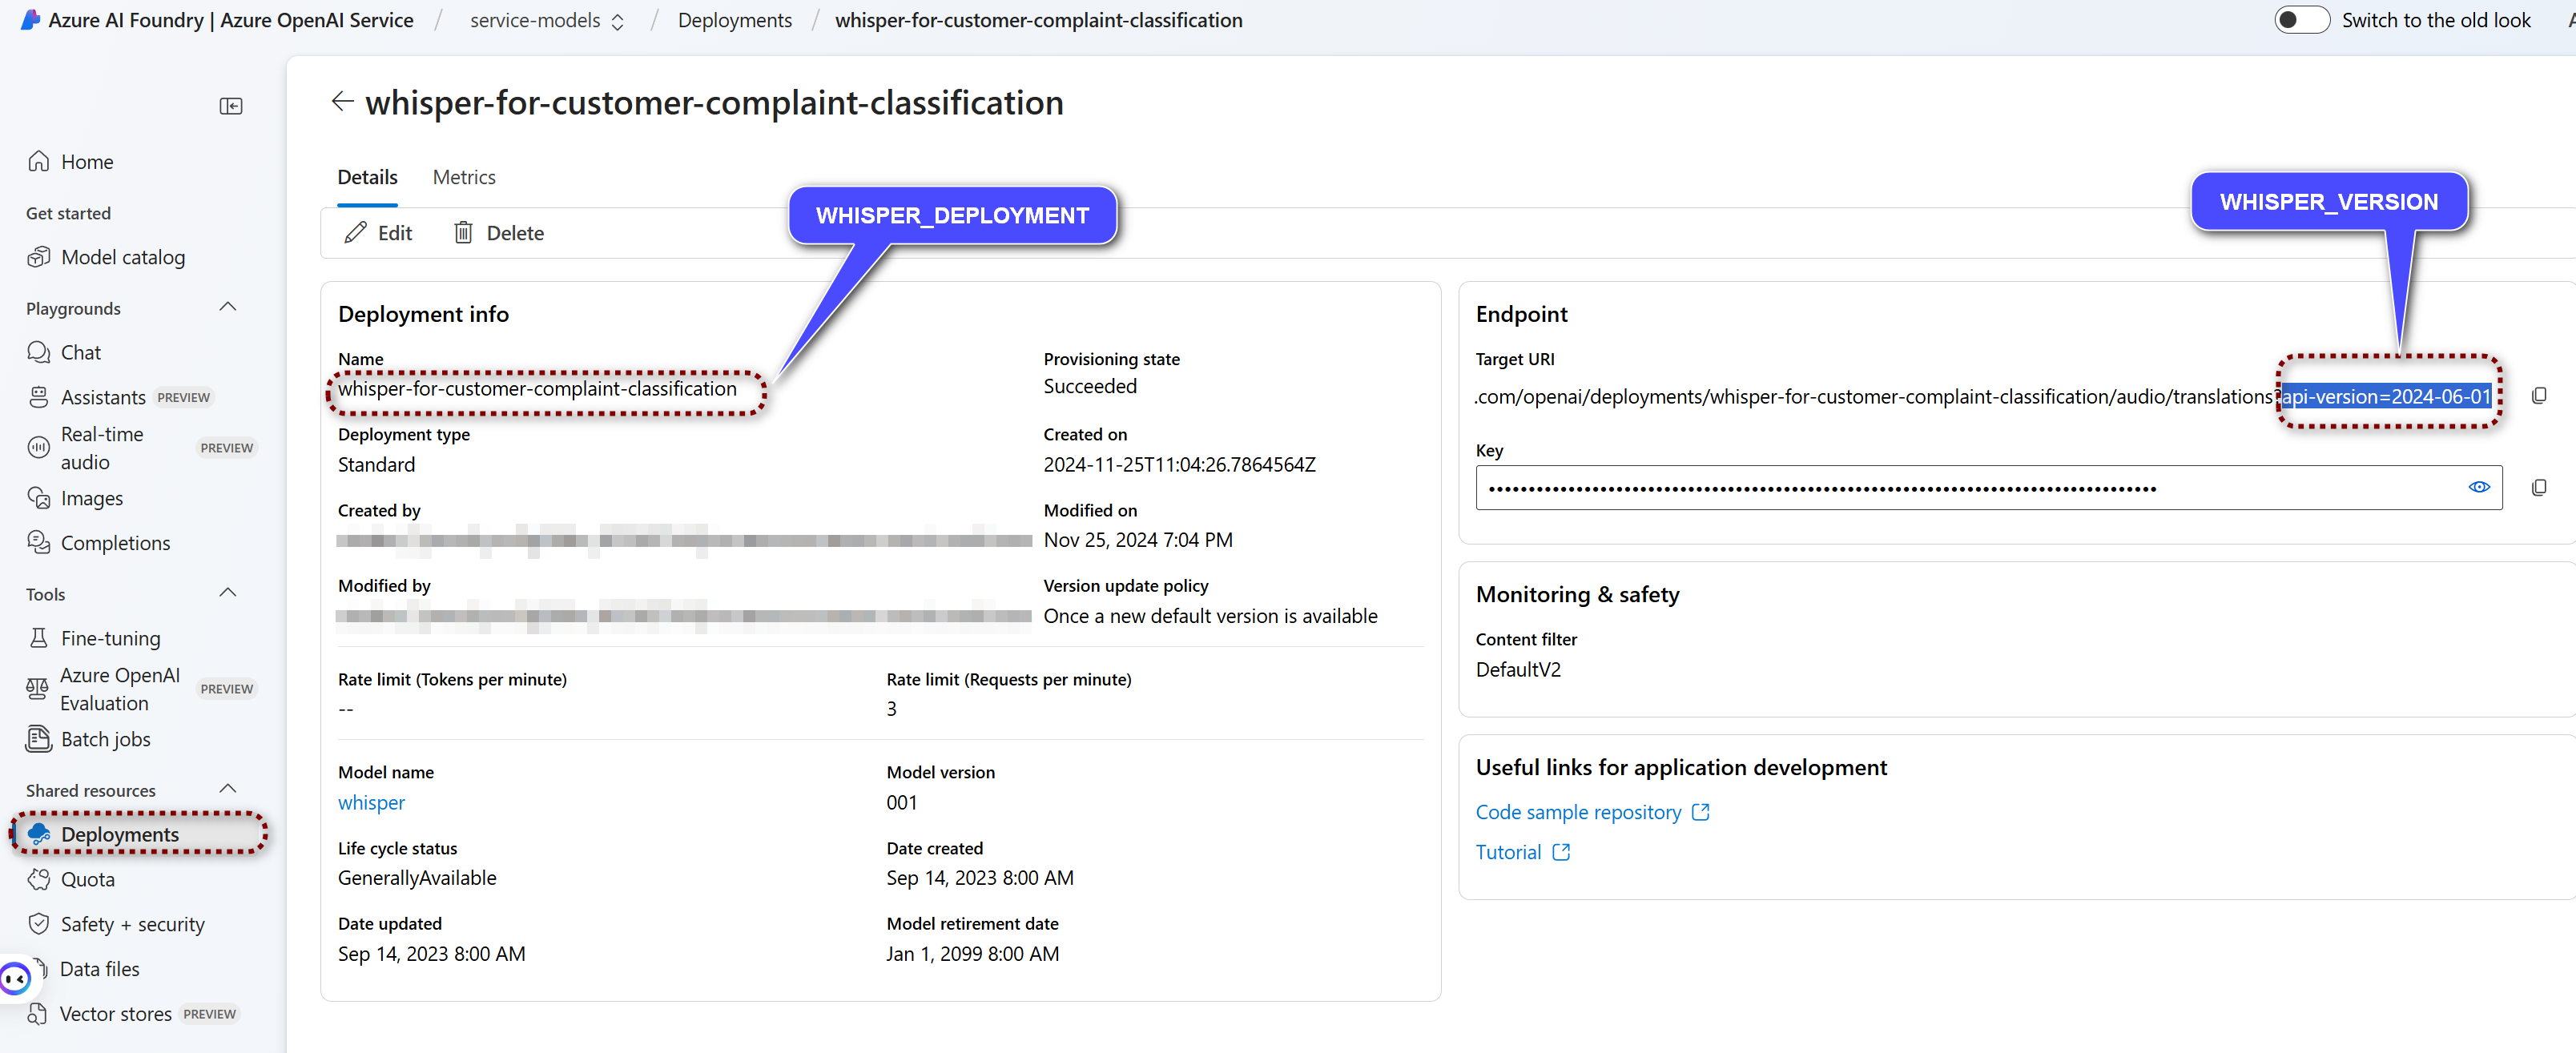 Azure AI Foundry | Azure OpenAI Service / service-models / Deployments / whisper-for-customer-complaint-classification
Switch to the old look
whisper-for-customer-complaint-classification
Home
Get started
Model catalog
Playgrounds
Chat
Assistants PREVIEW
Real-time audio PREVIEW
Images
Completions
Tools
Fine-tuning
Azure OpenAI Evaluation PREVIEW
Batch jobs
Shared resources
Deployments
Quota
Safety + security
Data files
Vector stores PREVIEW
Details
Metrics
WHISPER_DEPLOYMENT
WHISPER_VERSION
Edit
Delete
Deployment info
Name
whisper-for-customer-complaint-classification
Provisioning state
Succeeded
Deployment type
Standard
Created on
2024-11-25T11:04:26.7864564Z
Created by
Modified on
Nov 25, 2024 7:04 PM
Modified by
Version update policy
Once a new default version is available
Rate limit (Tokens per minute)
--
Rate limit (Requests per minute)
3
Model name
whisper
Model version
001
Life cycle status
GenerallyAvailable
Date created
Sep 14, 2023 8:00 AM
Date updated
Sep 14, 2023 8:00 AM
Model retirement date
Jan 1, 2099 8:00 AM
Endpoint
Target URI
.com/openai/deployments/whisper-for-customer-complaint-classification/audio/translations?api-version=2024-06-01
Key
Monitoring & safety
Content filter
DefaultV2
Useful links for application development
Code sample repository
Tutorial